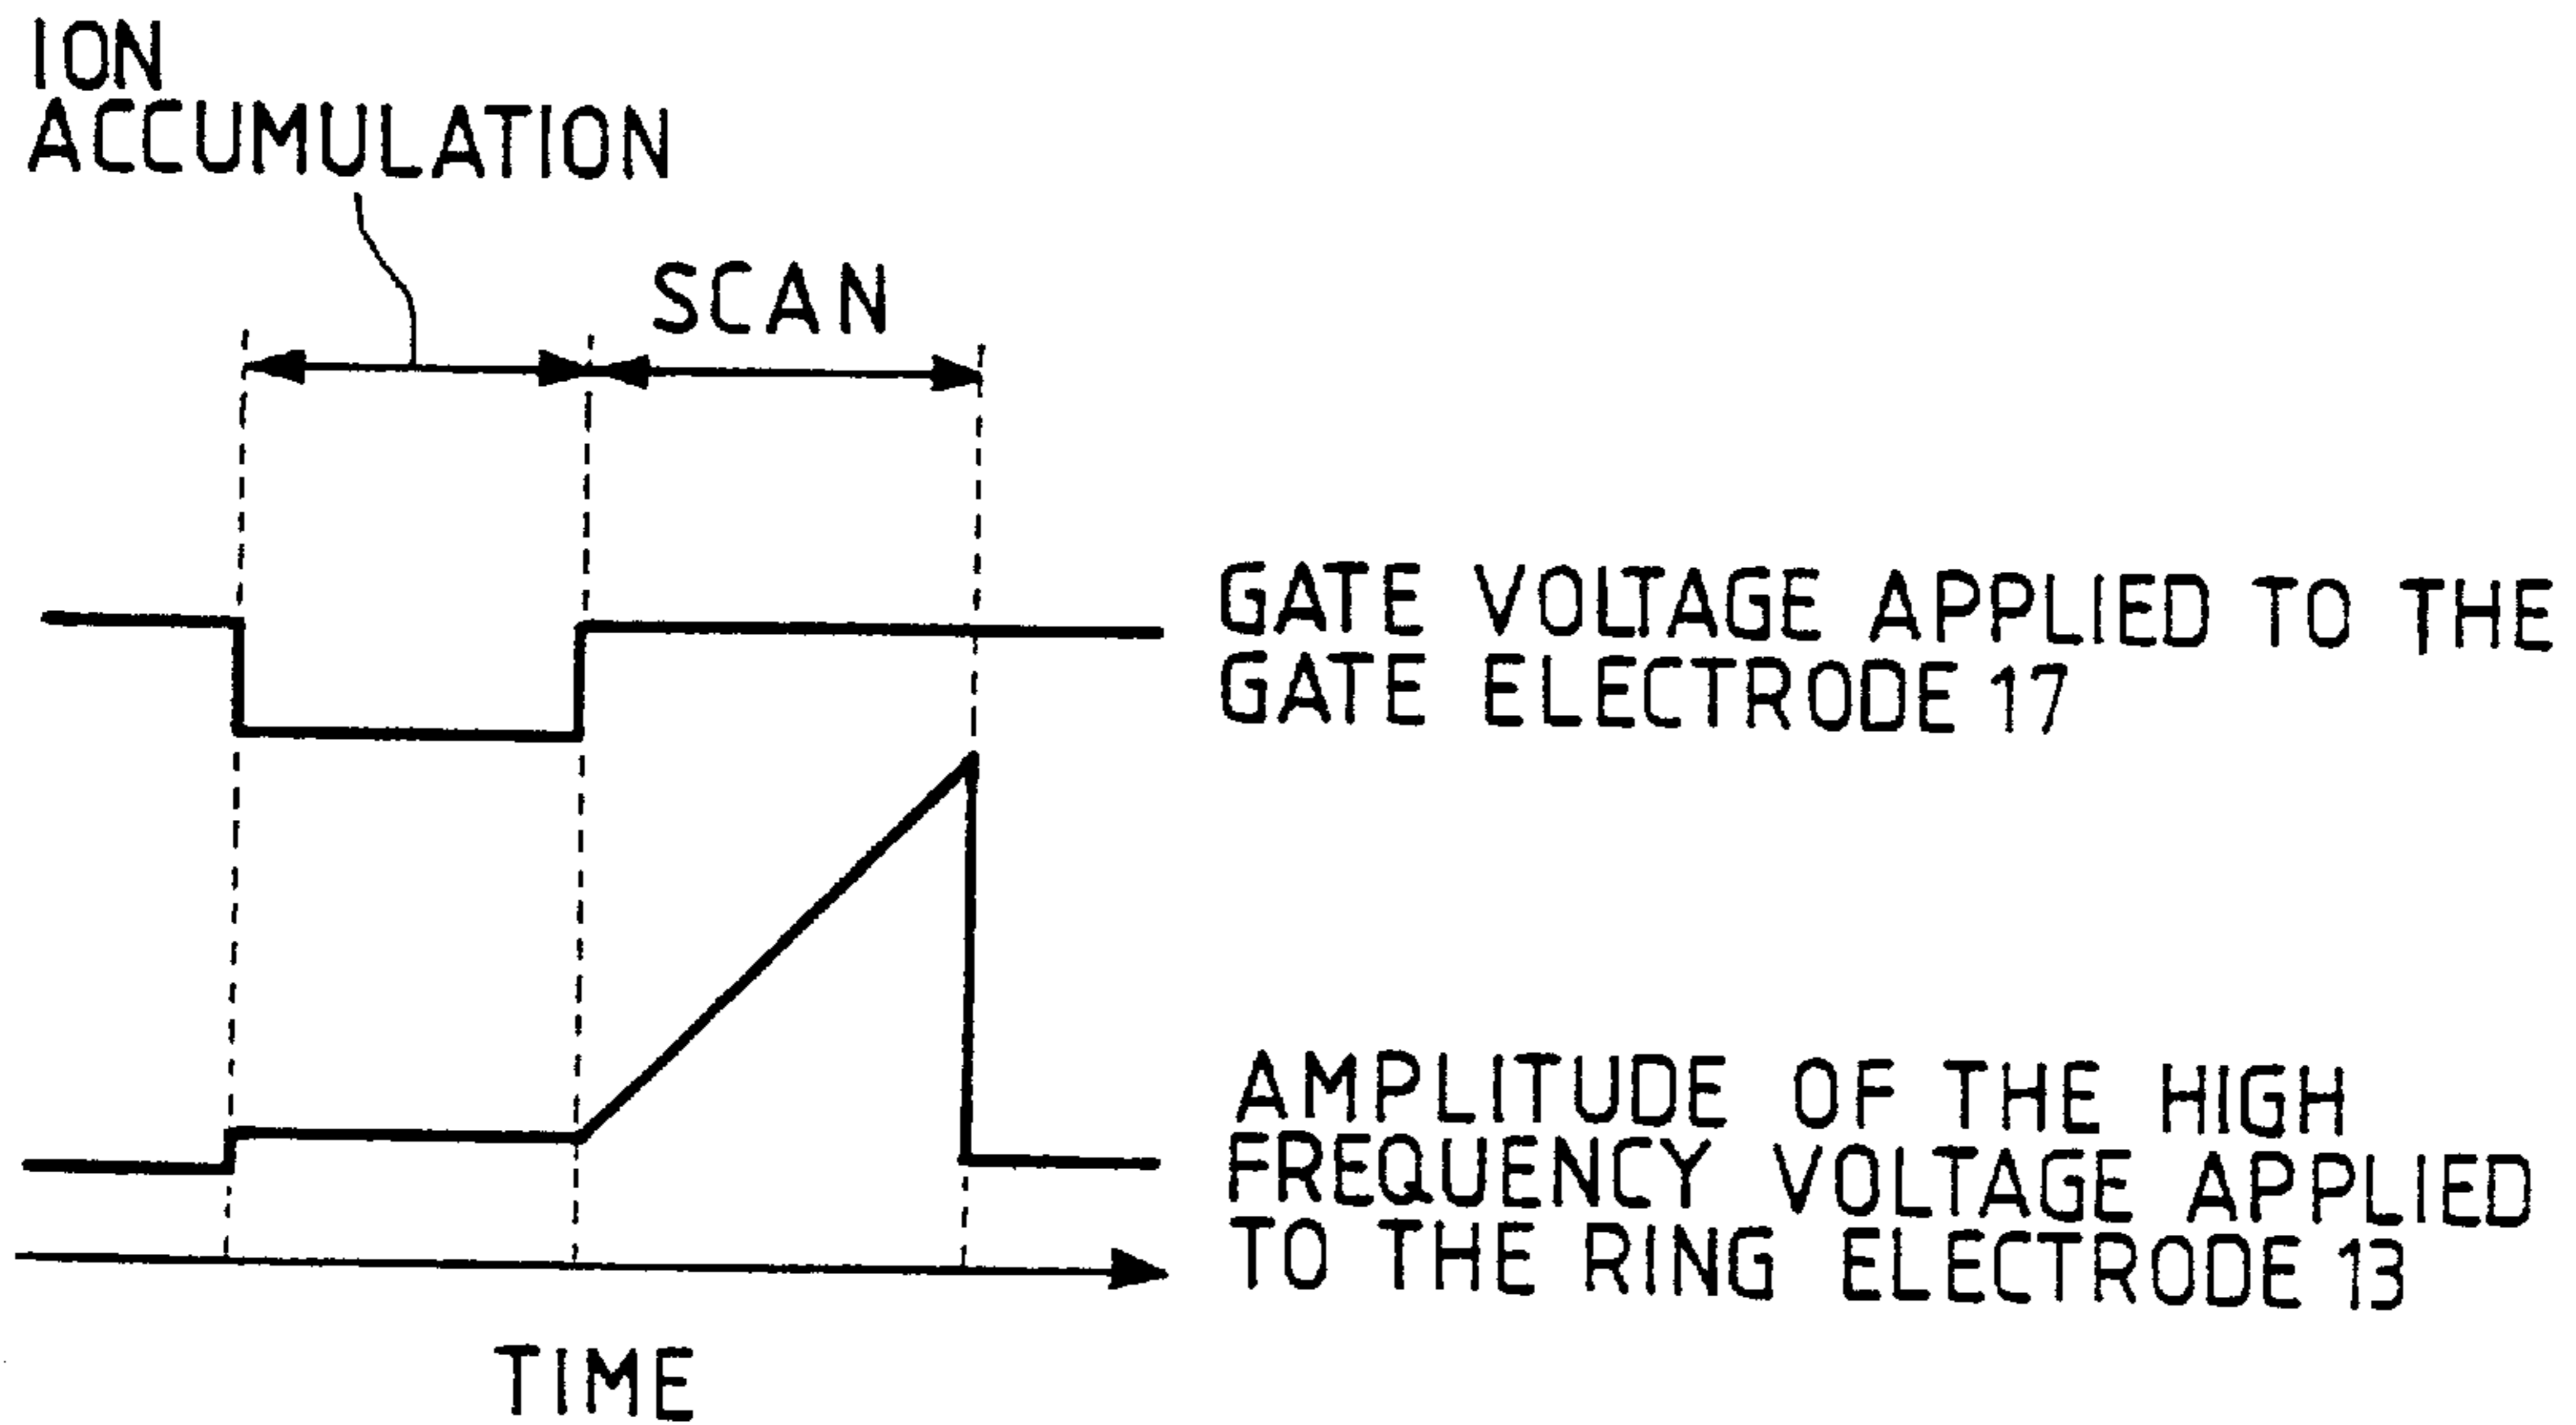 ION
ACCUMULATION
SCAN
GATE VOLTAGE APPLIED TO THE
GATE ELECTRODE 17
AMPLITUDE OF THE HIGH
FREQUENCY VOLTAGE APPLIED
TO THE RING ELECTRODE 13
TIME